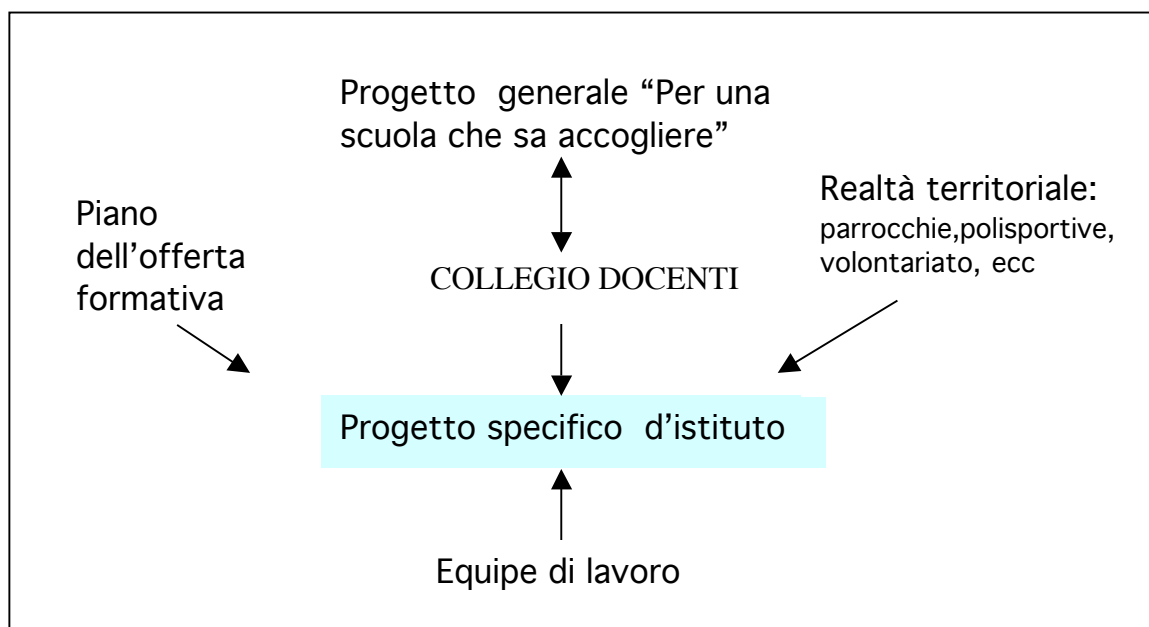 Progetto generale “Per una
scuola che sa accogliere”
Piano
dell’offerta
formativa
Realtà territoriale:
parrocchie,polisportive,
volontariato, ecc
COLLEGIO DOCENTI
Progetto specifico d’istituto
Equipe di lavoro